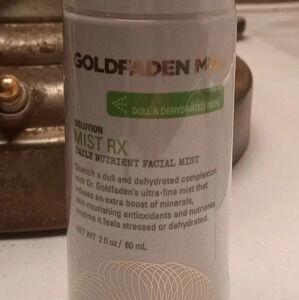 GOLDFADEN MD
DULL & DEHYDRATED SKIN
SOLUTION
MIST RX
DAILY NUTRIENT FACIAL MIST
Quench a dull and dehydrated complexion
with Dr. Goldfaden's ultra-fine mist that
infuses an extra boost of minerals,
skin-nourishing antioxidants and nutrients
anytime it feels stressed or dehydrated.
NET WT 2 fl oz / 60 mL